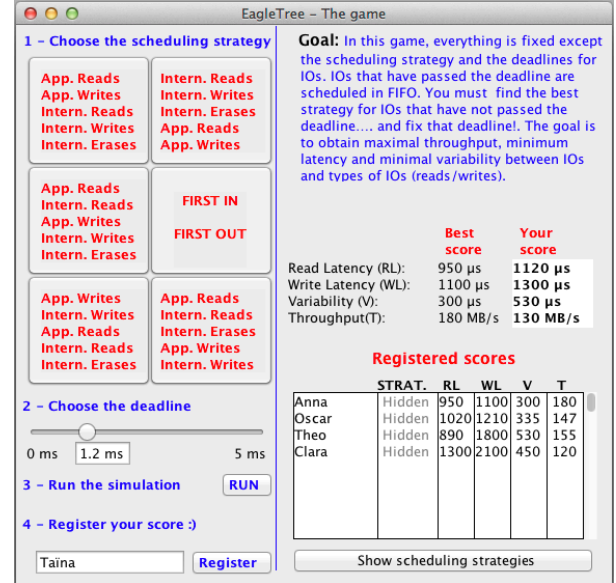 EagleTree – The game
1 – Choose the scheduling strategy
App. Reads
App. Writes
Intern. Reads
Intern. Writes
Intern. Erases
Intern. Reads
Intern. Writes
Intern. Erases
App. Reads
App. Writes
App. Reads
Intern. Reads
App. Writes
Intern. Writes
Intern. Erases
FIRST IN
FIRST OUT
App. Writes
Intern. Writes
App. Reads
Intern. Reads
Intern. Erases
App. Reads
Intern. Reads
Intern. Erases
App. Writes
Intern. Writes
2 – Choose the deadline
0 ms 1.2 ms 5 ms
3 – Run the simulation RUN
4 – Register your score :)
Taïna Register
Goal: In this game, everything is fixed except
the scheduling strategy and the deadlines for
IOs. IOs that have passed the deadline are
scheduled in FIFO. You must find the best
strategy for IOs that have not passed the
deadline.... and fix that deadline!. The goal is
to obtain maximal throughput, minimum
latency and minimal variability between IOs
and types of IOs (reads/writes).
Best Your
score score
Read Latency (RL): 950 µs 1120 µs
Write Latency (WL): 1100 µs 1300 µs
Variability (V): 300 µs 530 µs
Throughput(T): 180 MB/s 130 MB/s
Registered scores
STRAT. RL WL V T
Anna Hidden 950 1100 300 180
Oscar Hidden 1020 1210 335 147
Theo Hidden 890 1800 530 155
Clara Hidden 1300 2100 450 120
Show scheduling strategies